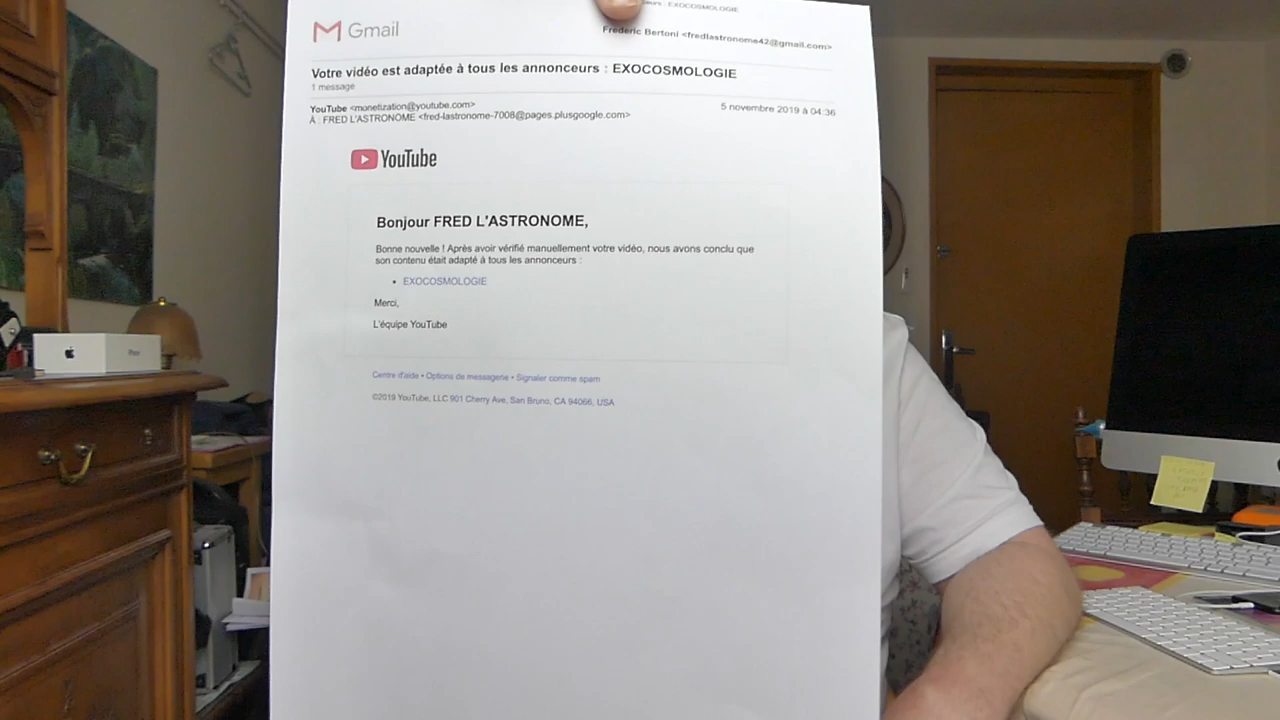 eurs : EXOCOSMOLOGIE
Gmail
Frederic Bertoni <fredlastronome42@gmail.com>
Votre vidéo est adaptée à tous les annonceurs : EXOCOSMOLOGIE
1 message
YouTube <monetization@youtube.com>
5 novembre 2019 à 04:36
À : FRED L'ASTRONOME <fred-lastronome-7008@pages.plusgoogle.com>
YouTube
Bonjour FRED L'ASTRONOME,
Bonne nouvelle ! Après avoir vérifié manuellement votre vidéo, nous avons conclu que
son contenu était adapté à tous les annonceurs :
• EXOCOSMOLOGIE
Merci,
L'équipe YouTube
Centre d'aide • Options de messagerie • Signaler comme spam
©2019 YouTube, LLC 901 Cherry Ave, San Bruno, CA 94066, USA